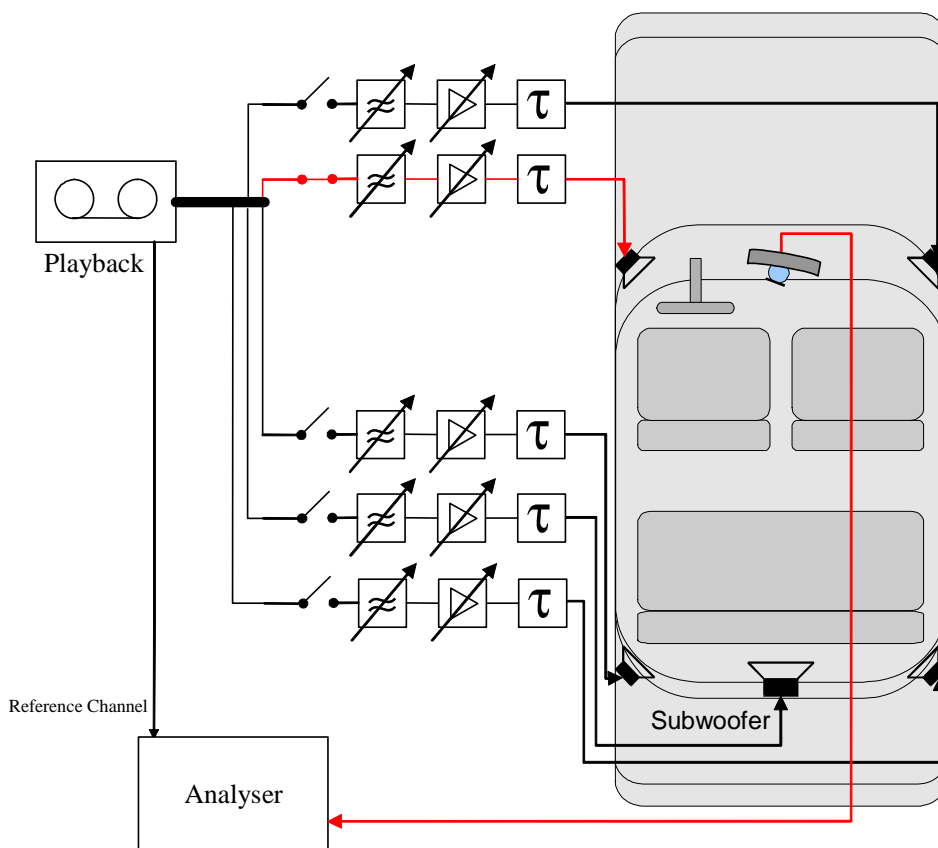 τ
τ
Playback
τ
τ
τ
Reference Channel
Subwoofer
Analyser